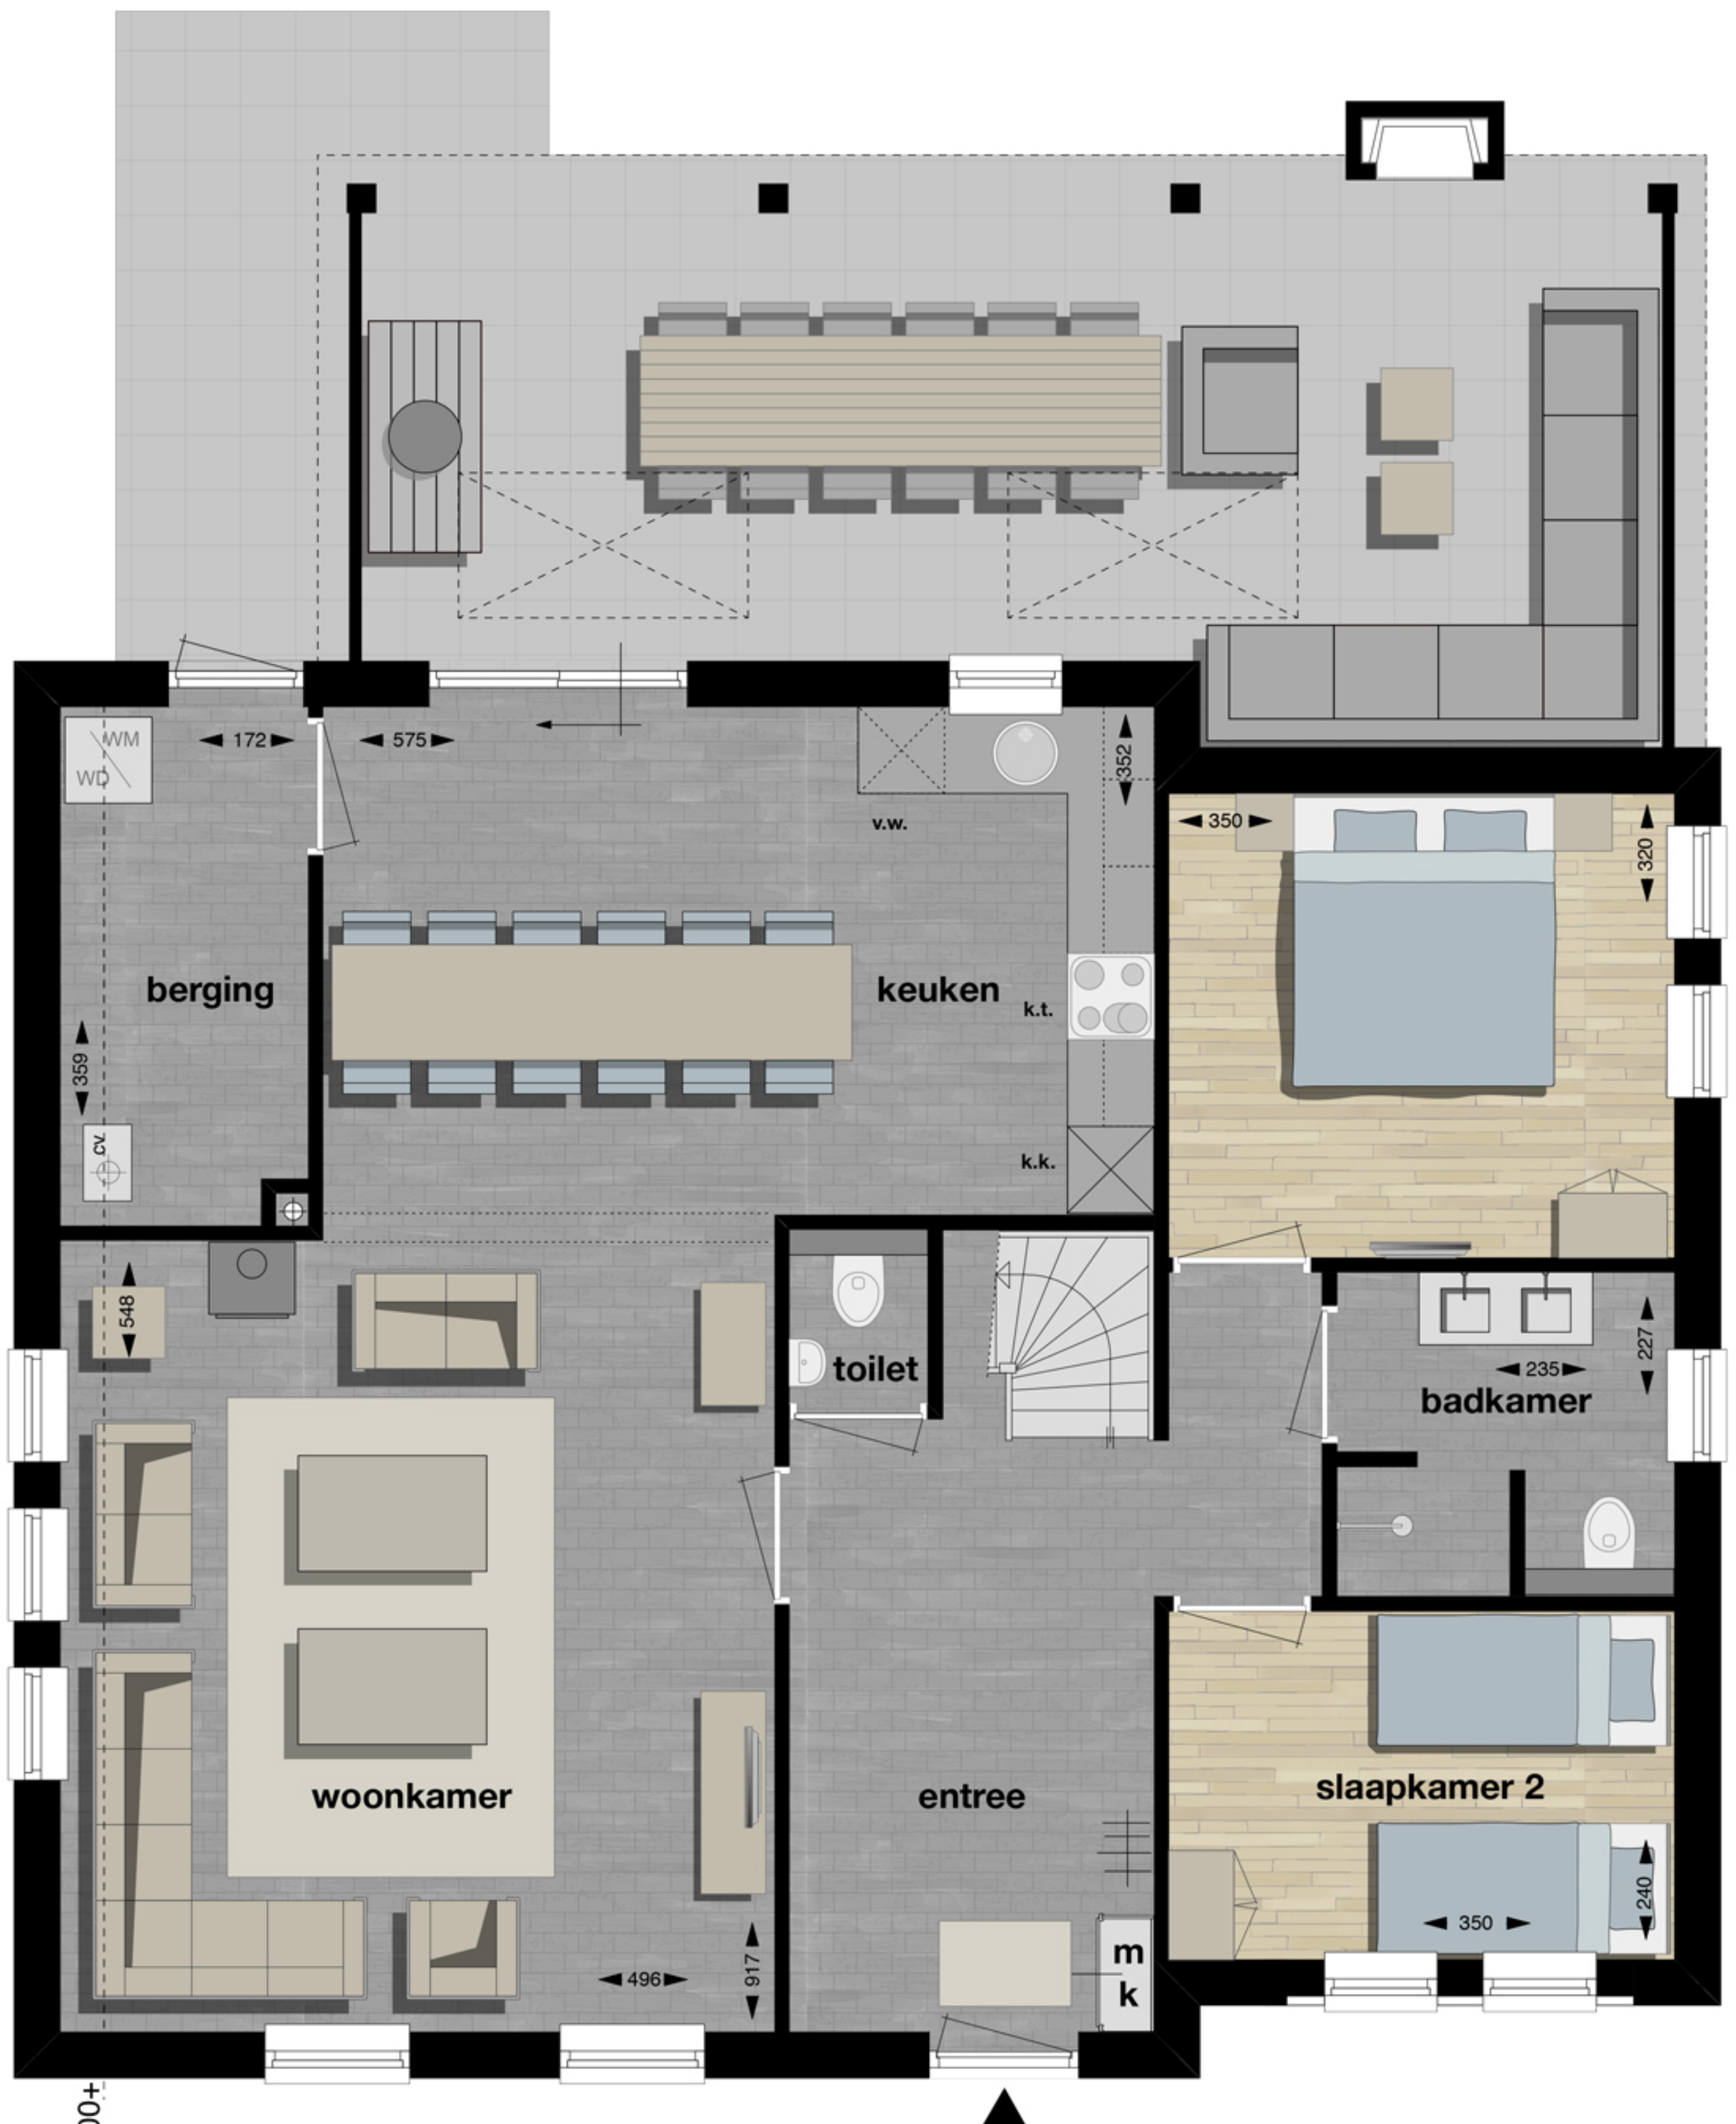 WM
WD
172
575
352
v.w.
350
320
berging
keuken
k.t.
359
cv
k.k.
548
toilet
227
235
badkamer
woonkamer
entree
slaapkamer 2
240
350
m
k
496
917
00+